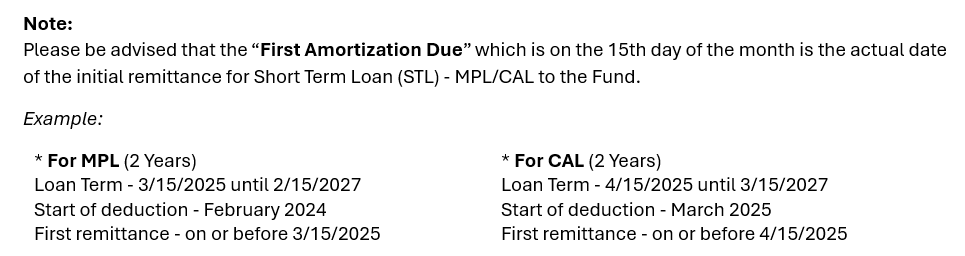 Note:
Please be advised that the “First Amortization Due” which is on the 15th day of the month is the actual date
of the initial remittance for Short Term Loan (STL) - MPL/CAL to the Fund.
Example:
* For MPL (2 Years)
Loan Term - 3/15/2025 until 2/15/2027
Start of deduction - February 2024
First remittance - on or before 3/15/2025
* For CAL (2 Years)
Loan Term - 4/15/2025 until 3/15/2027
Start of deduction - March 2025
First remittance - on or before 4/15/2025